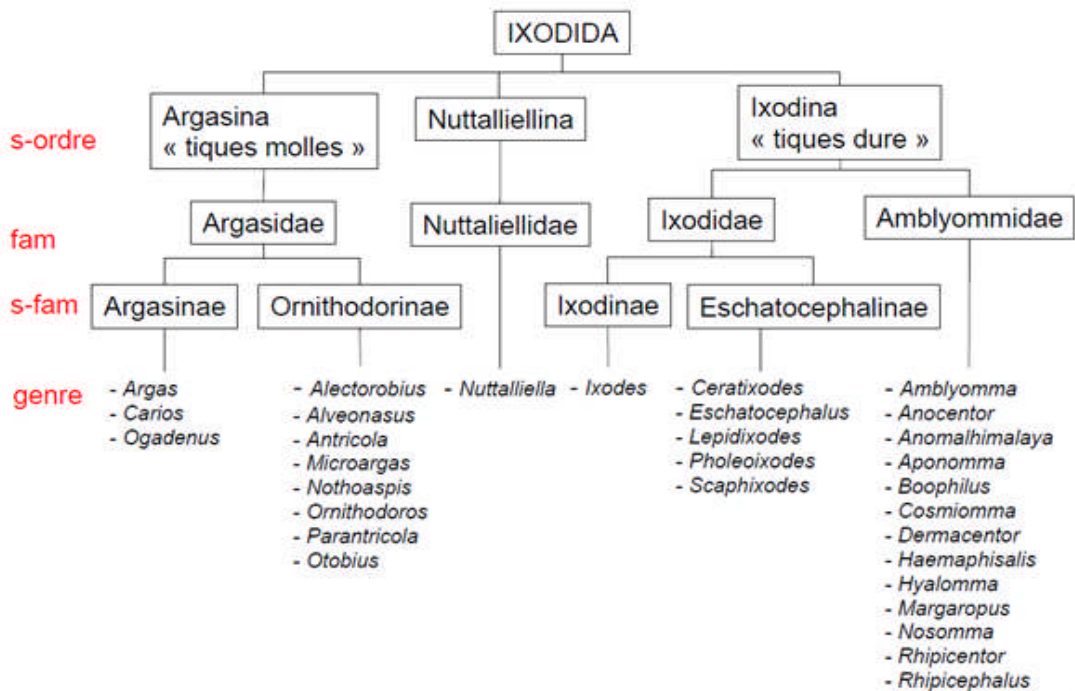 IXODIDA
s-ordre
Argasina
« tiques molles »
Nuttalliellina
Ixodina
« tiques dure »
fam
Argasidae
Nuttaliellidae
Ixodidae
Amblyommidae
s-fam
Argasinae
Ornithodorinae
Ixodinae
Eschatocephalinae
genre
- Argas
- Carios
- Ogadenus
- Alectorobius
- Alveonasus
- Antricola
- Microargas
- Nothoaspis
- Ornithodoros
- Parantricola
- Otobius
- Nuttalliella
- Ixodes
- Ceratixodes
- Eschatocephalus
- Lepidixodes
- Pholeoixodes
- Scaphixodes
- Amblyomma
- Anocentor
- Anomalhimalaya
- Aponomma
- Boophilus
- Cosmiomma
- Dermacentor
- Haemaphisalis
- Hyalomma
- Margaropus
- Nosomma
- Rhipicentor
- Rhipicephalus